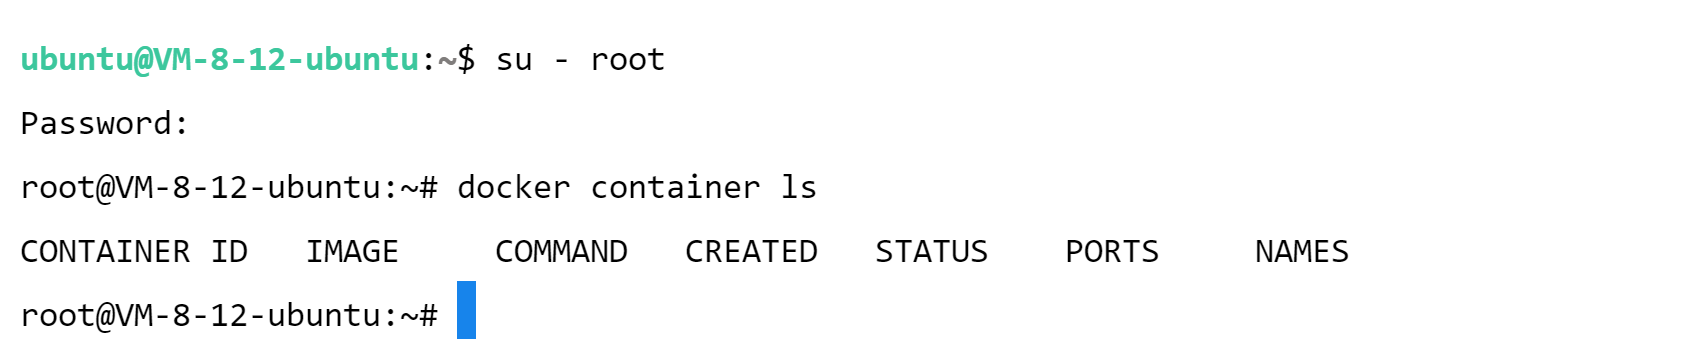 ubuntu@VM-8-12-ubuntu:~$ su - root
Password:
root@VM-8-12-ubuntu:~# docker container ls
CONTAINER ID   IMAGE     COMMAND   CREATED   STATUS    PORTS     NAMES
root@VM-8-12-ubuntu:~#